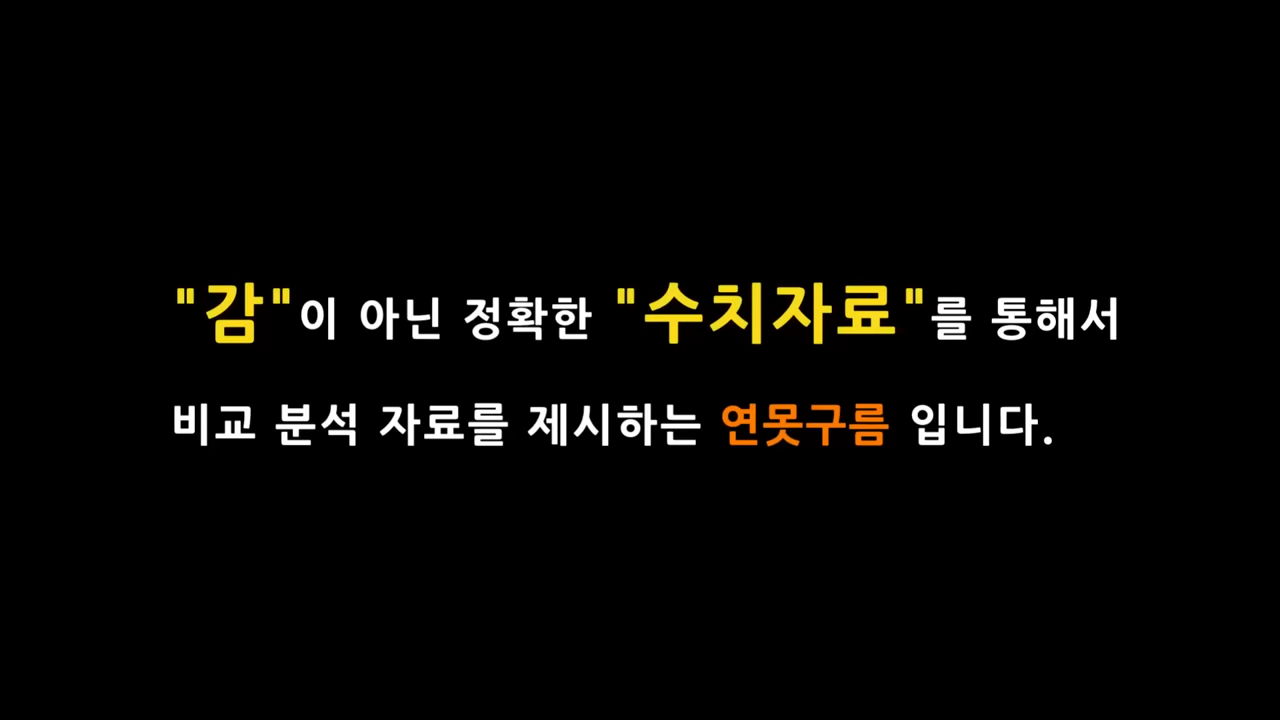 "감"이 아닌 정확한 "수치자료"를 통해서
비교 분석 자료를 제시하는 연못구름 입니다.